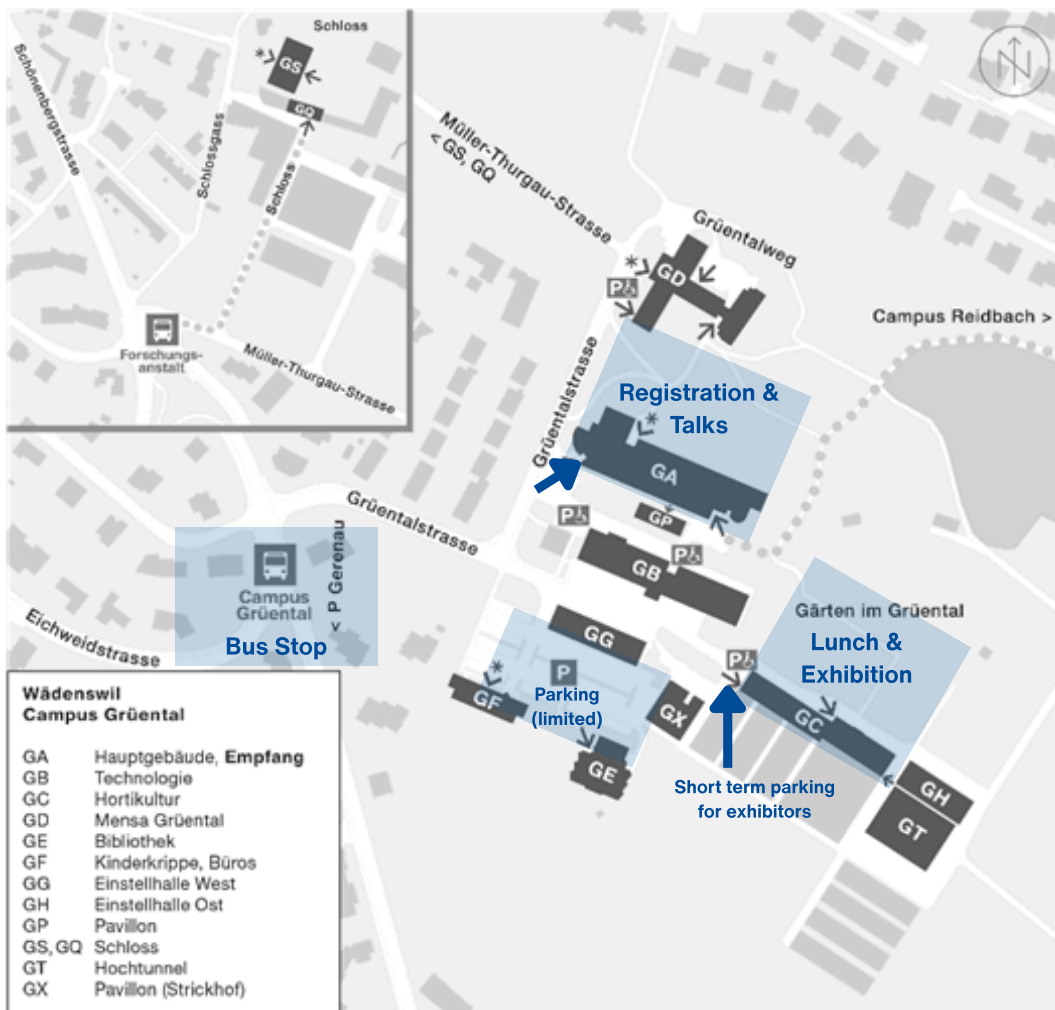 Schloss
GS
GQ
Schönenbergstrasse
Schlossgass
Schloss
Forschungs-
anstalt
Müller-Thurgau-Strasse
N
Müller-Thurgau-Strasse
< GS, GQ
Grüentalweg
*
GD
P
Campus Reidbach >
Grüentalstrasse
Registration &
Talks
*
GA
GP
P
P
GB
Grüentalstrasse
Campus
Grüental
< P Gerenau
Bus Stop
Eichweidstrasse
Gärten im Grüental
Lunch &
Exhibition
GG
P
P
*
GF
Parking
(limited)
GX
GC
GE
Short term parking
for exhibitors
GH
GT
Wädenswil
Campus Grüental
GA Hauptgebäude, Empfang
GB Technologie
GC Hortikultur
GD Mensa Grüental
GE Bibliothek
GF Kinderkrippe, Büros
GG Einstellhalle West
GH Einstellhalle Ost
GP Pavillon
GS, GQ Schloss
GT Hochtunnel
GX Pavillon (Strickhof)